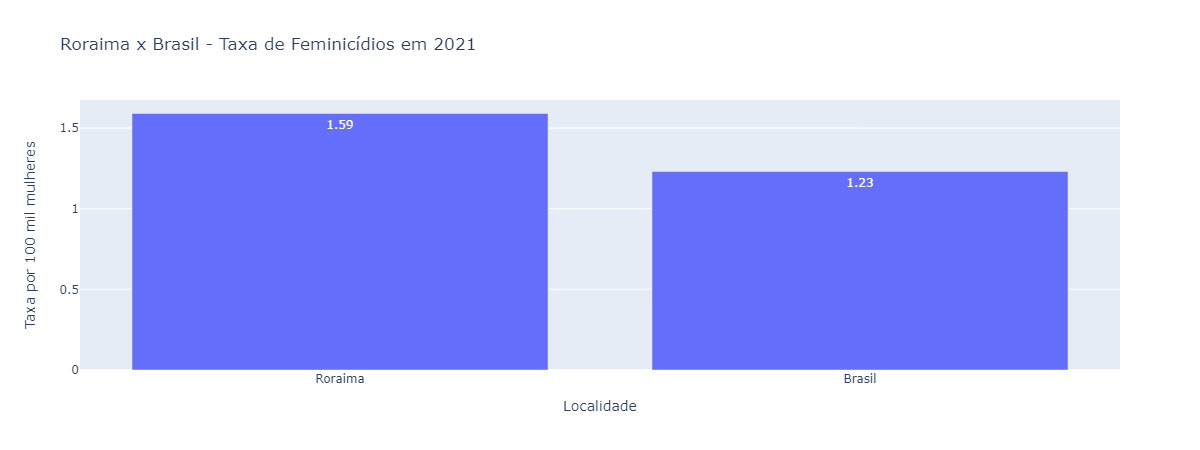 Roraima x Brasil - Taxa de Feminicídios em 2021
Taxa por 100 mil mulheres
1.5
1
0.5
0
1.59
1.23
Roraima
Brasil
Localidade